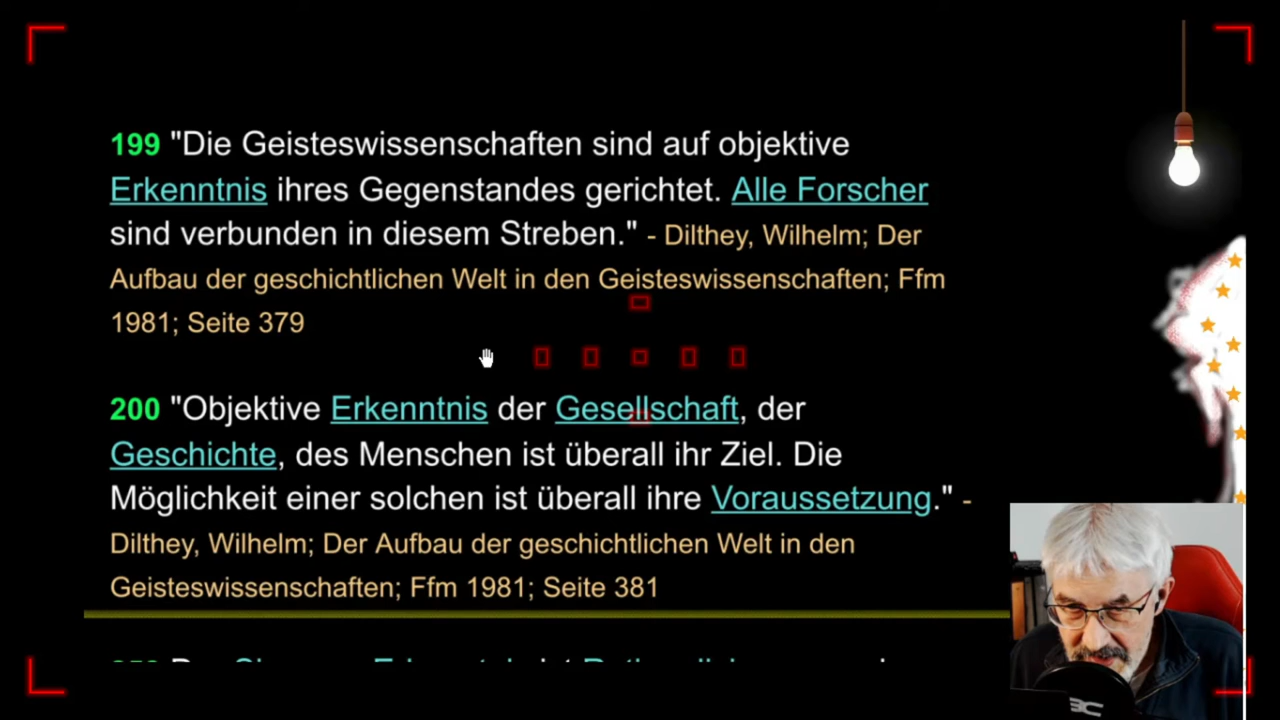 199 "Die Geisteswissenschaften sind auf objektive
Erkenntnis ihres Gegenstandes gerichtet. Alle Forscher
sind verbunden in diesem Streben." - Dilthey, Wilhelm; Der
Aufbau der geschichtlichen Welt in den Geisteswissenschaften; Ffm
1981; Seite 379
200 "Objektive Erkenntnis der Gesellschaft, der
Geschichte, des Menschen ist überall ihr Ziel. Die
Möglichkeit einer solchen ist überall ihre Voraussetzung." -
Dilthey, Wilhelm; Der Aufbau der geschichtlichen Welt in den
Geisteswissenschaften; Ffm 1981; Seite 381